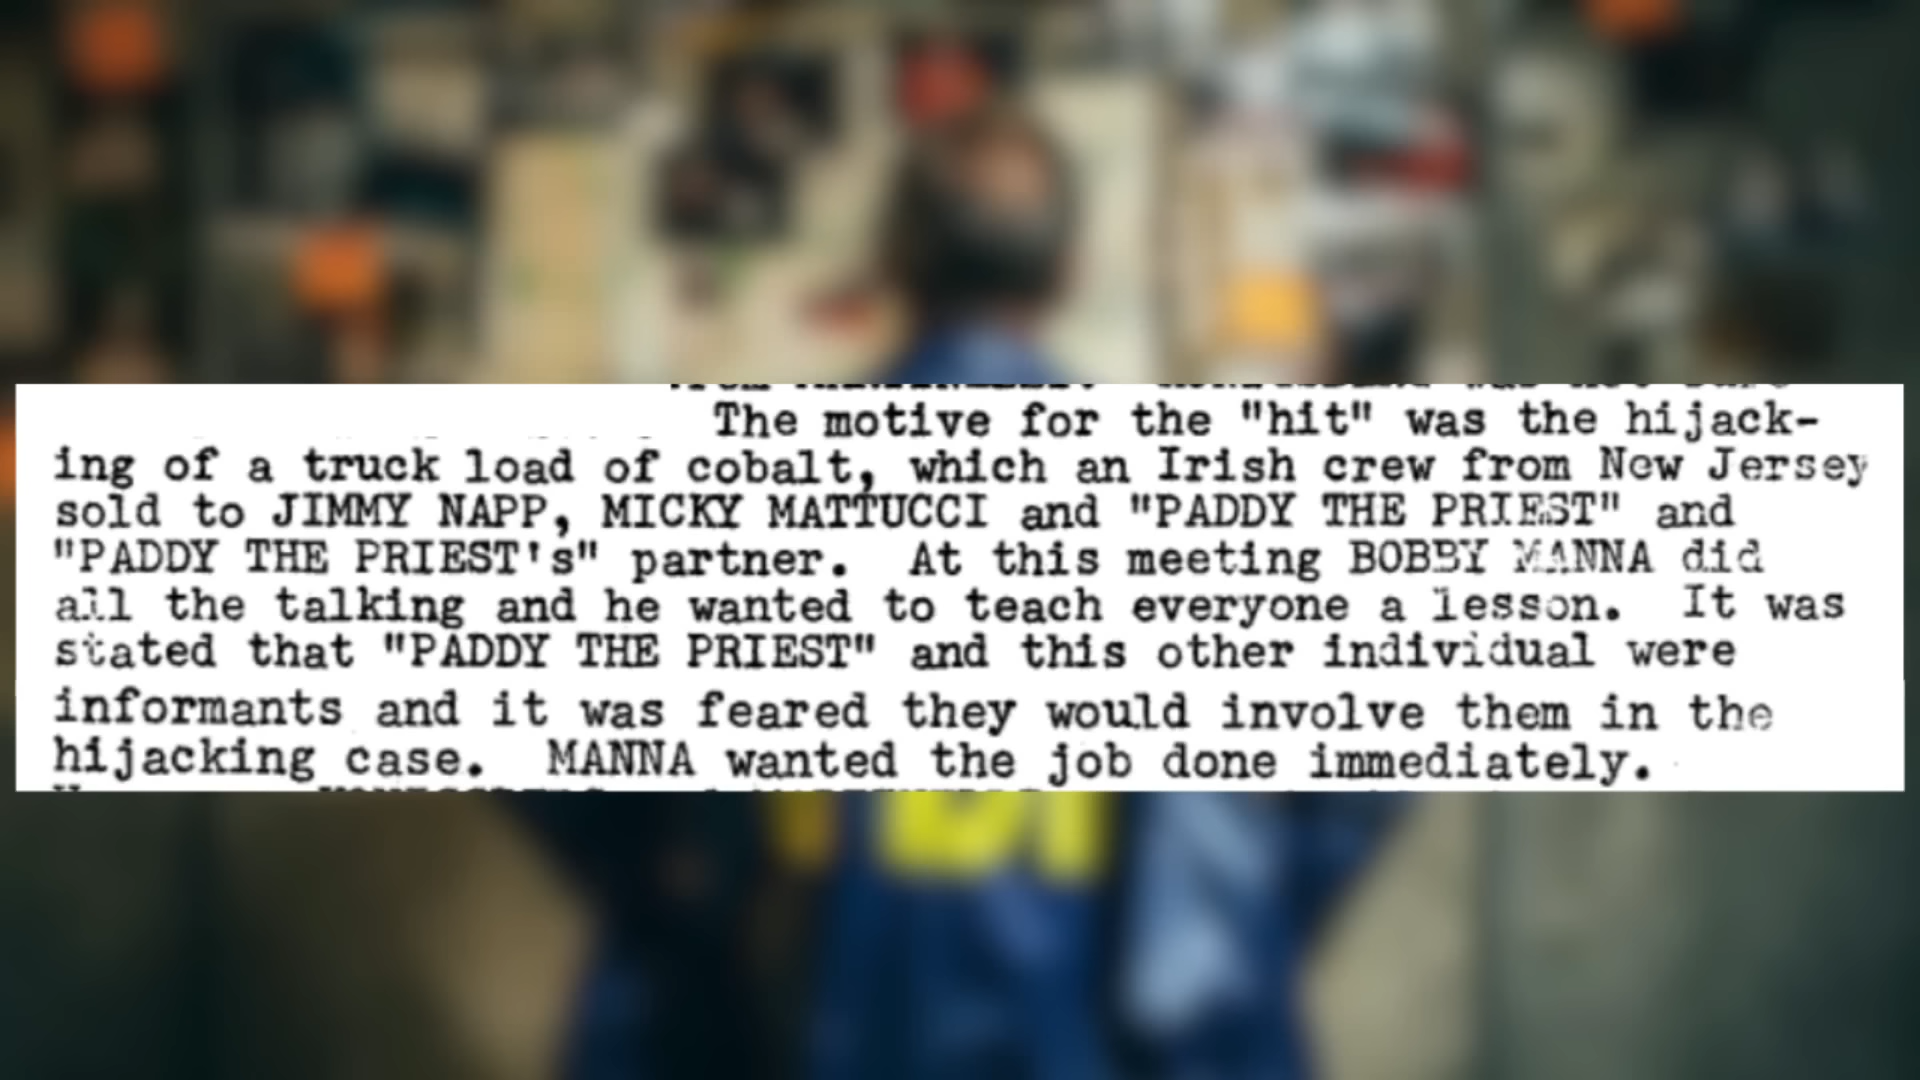 The motive for the "hit" was the hijack-
ing of a truck load of cobalt, which an Irish crew from New Jersey
sold to JIMMY NAPP, MICKY MATTUCCI and "PADDY THE PRIEST" and
"PADDY THE PRIEST's" partner. At this meeting BOBBY MANNA did
all the talking and he wanted to teach everyone a lesson. It was
stated that "PADDY THE PRIEST" and this other individual were
informants and it was feared they would involve them in the
hijacking case. MANNA wanted the job done immediately.